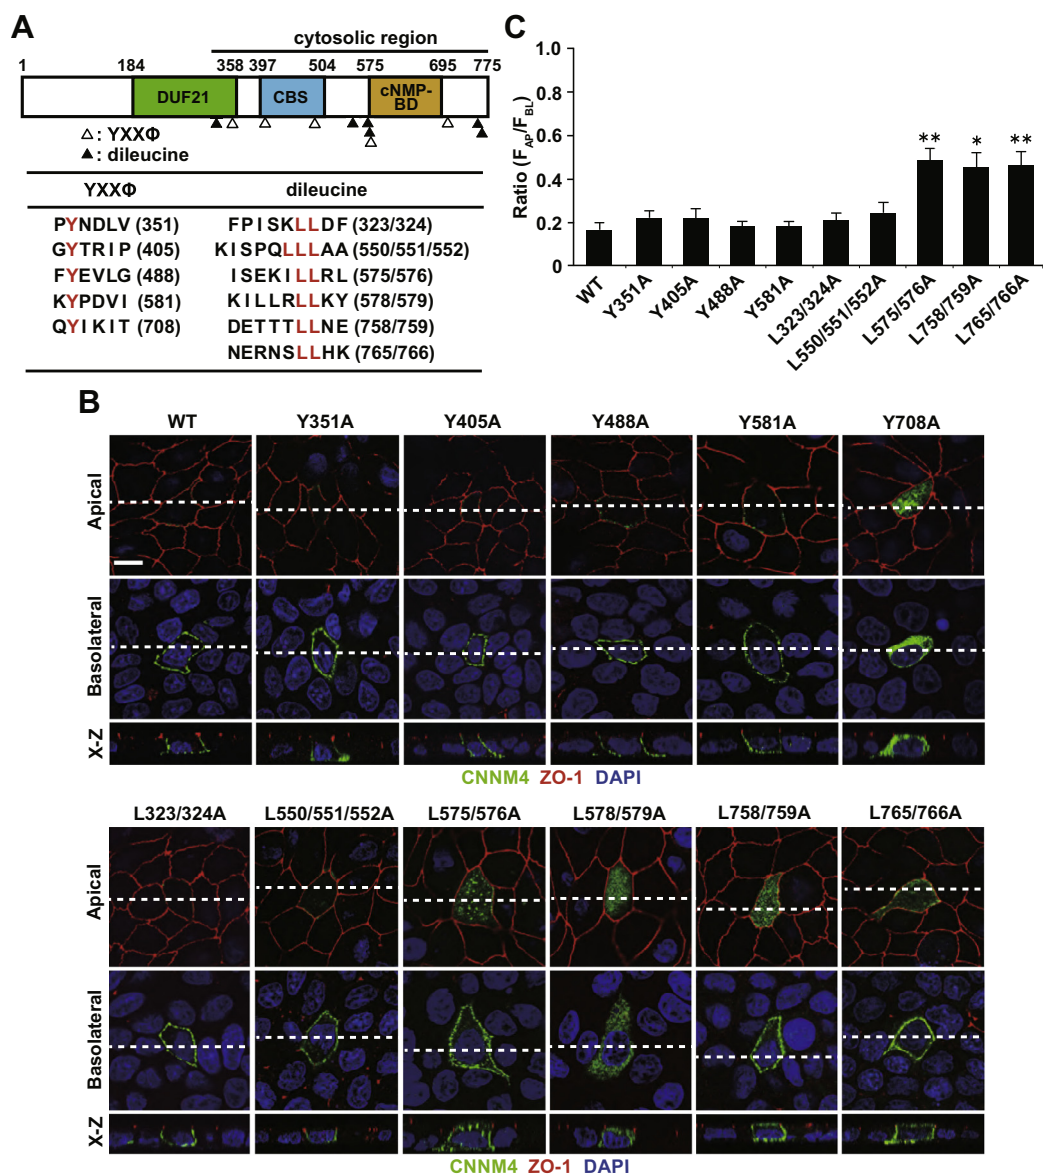 A
cytosolic region
1 184 358 397 504 575 695 775
DUF21 CBS cNMP-BD
△: YXXΦ
▲: dileucine
YXXΦ dileucine
PYNDLV (351) FPISKLLDF (323/324)
GYTRIP (405) KISPQLLLAA (550/551/552)
FYEVLG (488) ISEKILLRL (575/576)
KYPDVI (581) KILLRLLKY (578/579)
QYIKIT (708) DETTTLLNE (758/759)
NERNSLLHK (765/766)
C
Ratio (F_AP/F_BL)
1.0
0.8
0.6
0.4
0.2
0
** * **
WT Y351A Y405A Y488A Y581A L323/324A L550/551/552A L575/576A L758/759A L765/766A
B
WT Y351A Y405A Y488A Y581A Y708A
Apical
Basolateral
X-Z
CNNM4 ZO-1 DAPI
L323/324A L550/551/552A L575/576A L578/579A L758/759A L765/766A
Apical
Basolateral
X-Z
CNNM4 ZO-1 DAPI